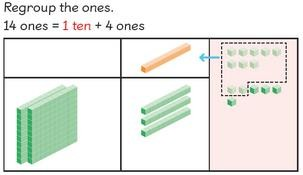 Regroup the ones.
14 ones = 1 ten + 4 ones